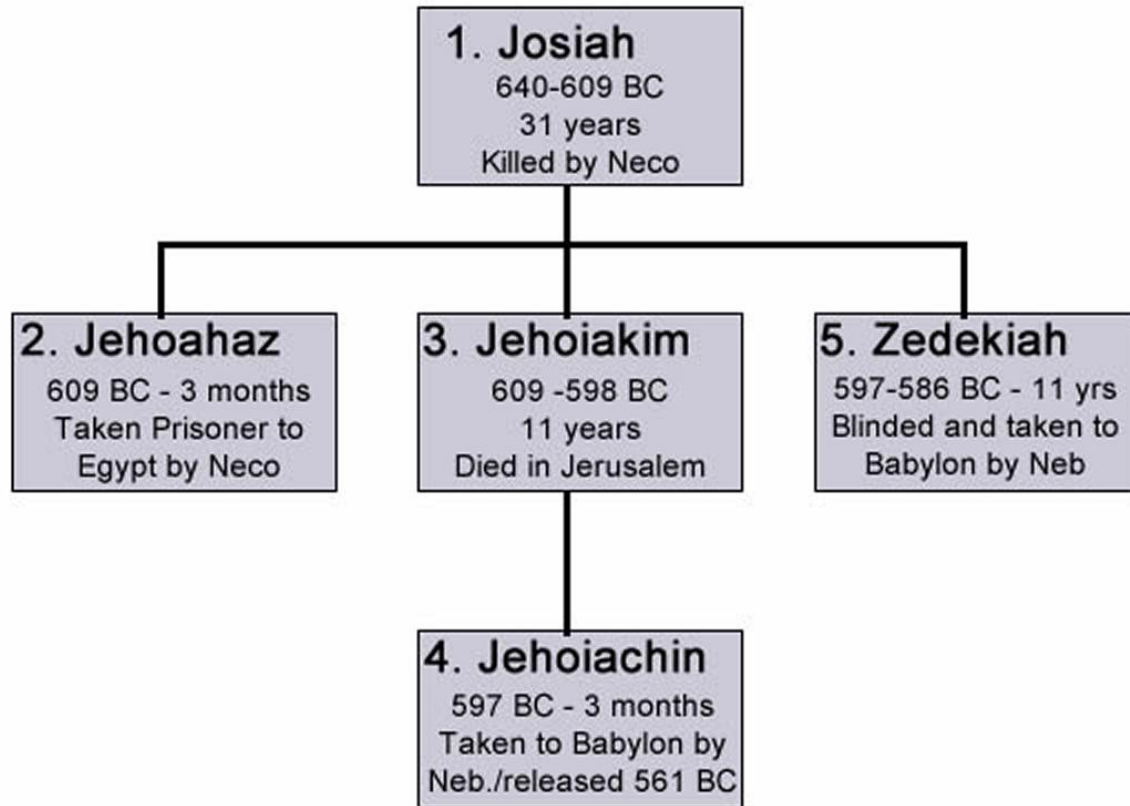 1. Josiah
640-609 BC
31 years
Killed by Neco
2. Jehoahaz
609 BC - 3 months
Taken Prisoner to
Egypt by Neco
3. Jehoiakim
609 -598 BC
11 years
Died in Jerusalem
5. Zedekiah
597-586 BC - 11 yrs
Blinded and taken to
Babylon by Neb
4. Jehoiachin
597 BC - 3 months
Taken to Babylon by
Neb./released 561 BC